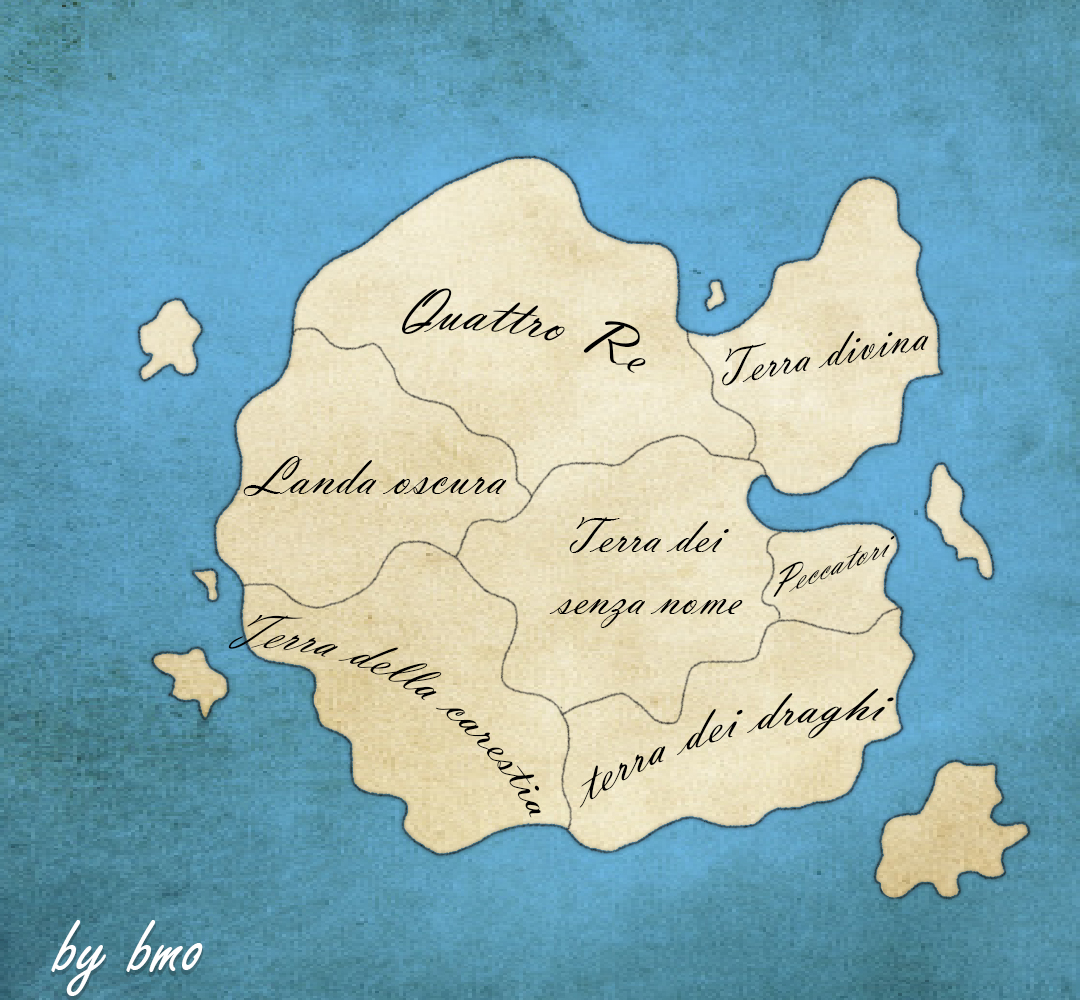 Quattro Re
Terra divina
Landa oscura
Terra dei
senza nome
Peccatori
Terra della carestia
terra dei draghi
by bmo